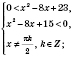 0 < x² − 8x + 23,
x² − 8x + 15 < 0,
x ≠ πk/2, k ∈ Z;